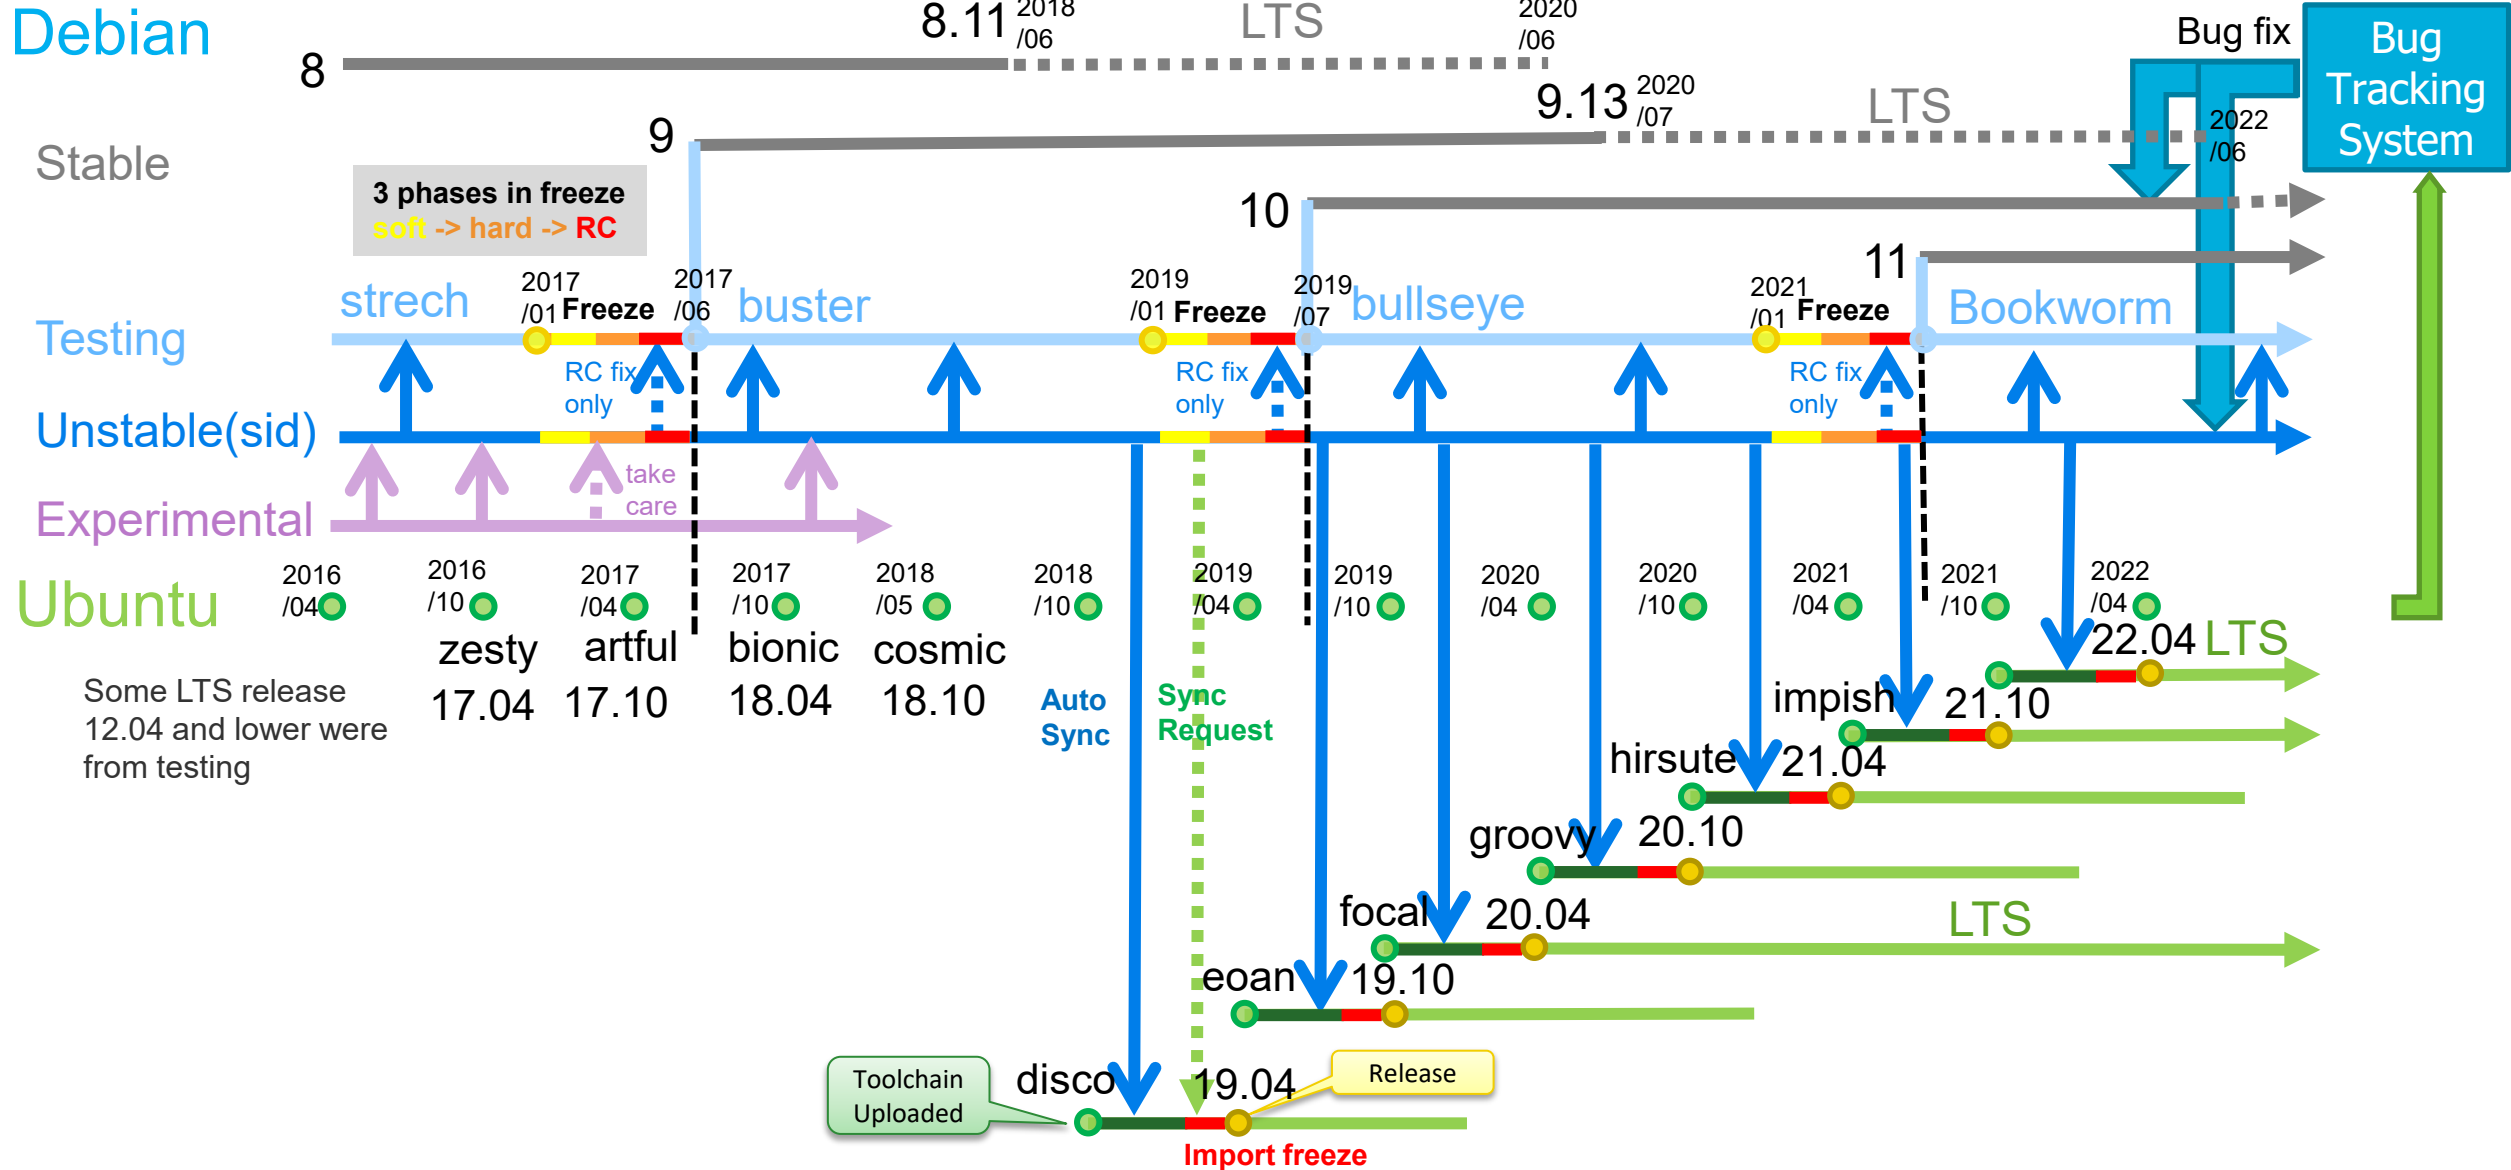 Debian
8.11
2018
/06
LTS
2020
/06
Bug fix
Bug
Tracking
System
8
9.13
2020
/07
LTS
2022
/06
9
Stable
3 phases in freeze
soft -> hard -> RC
10
11
strech
2017
/01
Freeze
2017
/06
buster
2019
/01
Freeze
2019
/07
bullseye
2021
/01
Freeze
Bookworm
Testing
RC fix
only
RC fix
only
RC fix
only
Unstable(sid)
take
care
Experimental
Ubuntu
2016
/04
2016
/10
2017
/04
2017
/10
2018
/05
2018
/10
2019
/04
2019
/10
2020
/04
2020
/10
2021
/04
2021
/10
2022
/04
zesty
17.04
artful
17.10
bionic
18.04
cosmic
18.10
22.04
LTS
Some LTS release
12.04 and lower were
from testing
Auto
Sync
Sync
Request
impish
21.10
hirsute
21.04
groovy
20.10
focal
20.04
LTS
eoan
19.10
Toolchain
Uploaded
disco
19.04
Release
Import freeze